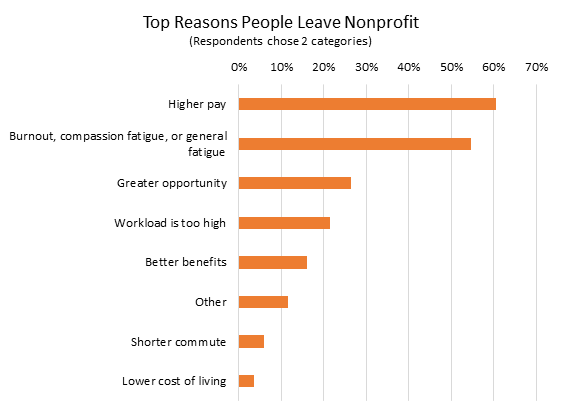 Top Reasons People Leave Nonprofit
(Respondents chose 2 categories)
0% 10% 20% 30% 40% 50% 60% 70%
Higher pay
Burnout, compassion fatigue, or general
fatigue
Greater opportunity
Workload is too high
Better benefits
Other
Shorter commute
Lower cost of living